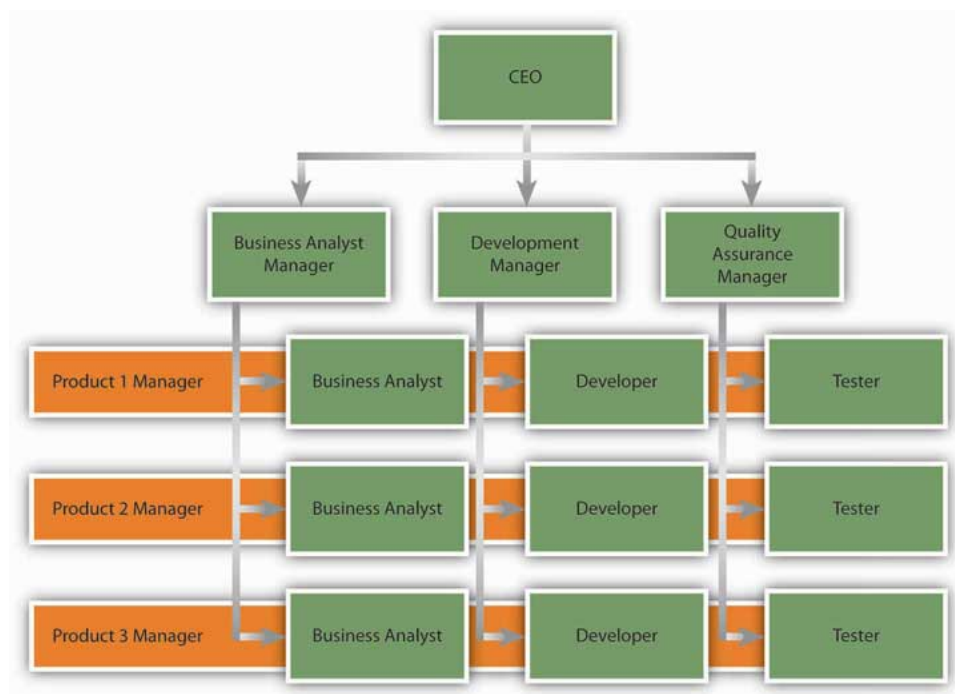 CEO
Business Analyst
Manager
Development
Manager
Quality
Assurance
Manager
Product 1 Manager
Business Analyst
Developer
Tester
Product 2 Manager
Business Analyst
Developer
Tester
Product 3 Manager
Business Analyst
Developer
Tester